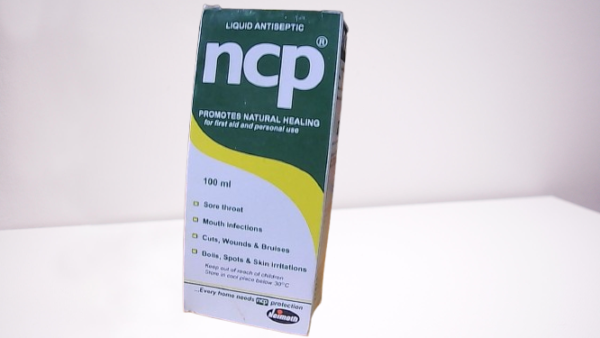 LIQUID ANTISEPTIC
ncp®
PROMOTES NATURAL HEALING
for first aid and personal use
100 ml
Sore throat
Mouth infections
Cuts, Wounds & Bruises
Boils, Spots & Skin irritations
Keep out of reach of children
Store in cool place below 30°C
...Every home needs ncp protection
Neimeth